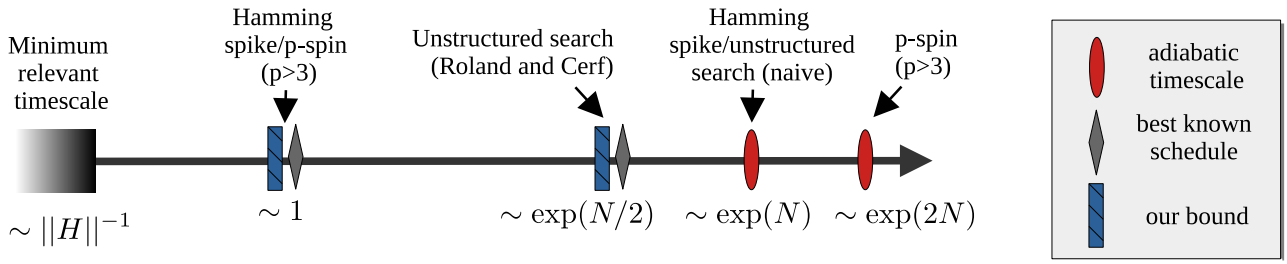 Minimum
relevant
timescale
Hamming
spike/p-spin
(p>3)
Unstructured search
(Roland and Cerf)
Hamming
spike/unstructured
search (naive)
p-spin
(p>3)
∼ ||H||⁻¹
∼ 1
∼ exp(N/2)
∼ exp(N)
∼ exp(2N)
adiabatic
timescale
best known
schedule
our bound